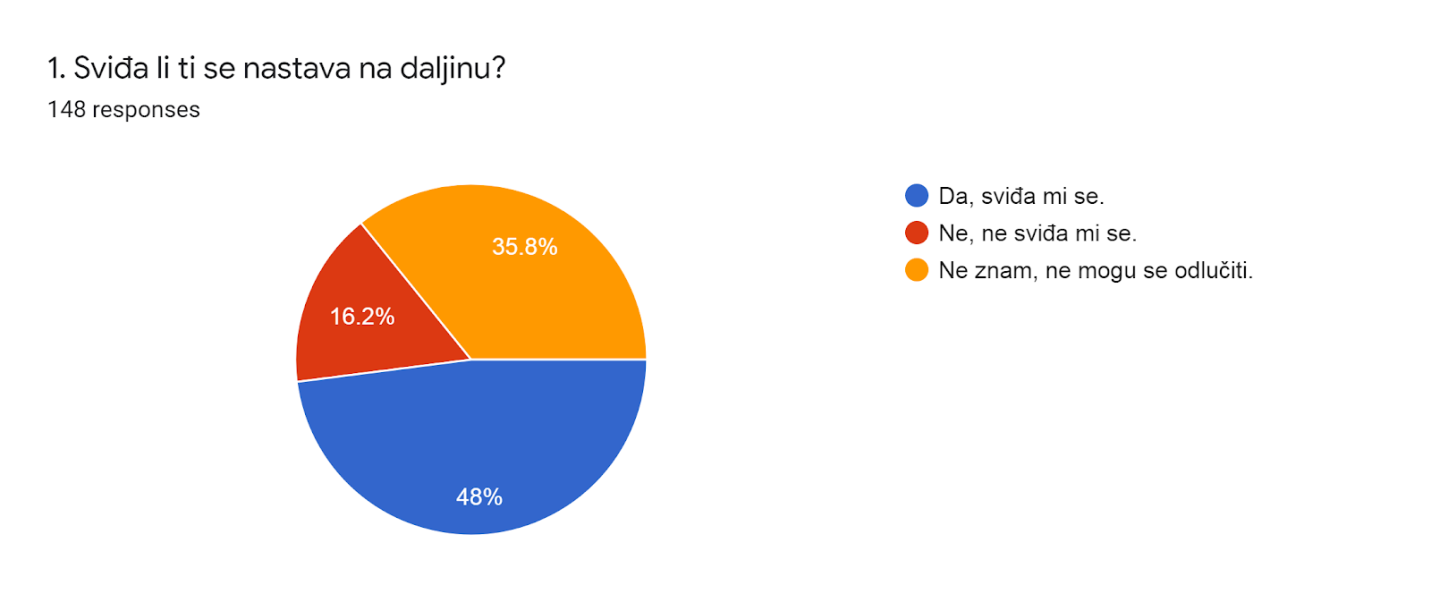 1. Sviđa li ti se nastava na daljinu?
148 responses
35.8%
16.2%
48%
Da, sviđa mi se.
Ne, ne sviđa mi se.
Ne znam, ne mogu se odlučiti.